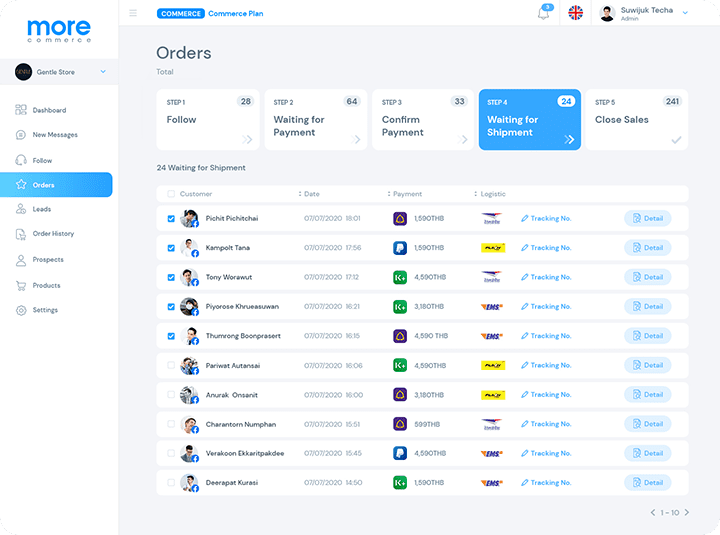 more
commerce
COMMERCE Commerce Plan
3
Suwijuk Techa
Admin
Gentle Store
Dashboard
New Messages
Follow
Orders
Leads
Order History
Prospects
Products
Settings
Orders
Total
STEP 1 28
Follow
STEP 2 64
Waiting for
Payment
STEP 3 33
Confirm
Payment
STEP 4 24
Waiting for
Shipment
STEP 5 241
Close Sales
24 Waiting for Shipment
Customer Date Payment Logistic
Pichit Pichitchai 07/07/2020 18:01 1,590THB Tracking No. Detail
Kampolt Tana 07/07/2020 17:56 1,590THB Tracking No. Detail
Tony Worawut 07/07/2020 17:12 K+ 4,590THB Tracking No. Detail
Piyorose Khrueasuwan 07/07/2020 16:21 K+ 3,180THB EMS Tracking No. Detail
Thumrong Boonprasert 07/07/2020 16:15 4,590 THB EMS Tracking No. Detail
Pariwat Autansai 07/07/2020 16:06 K+ 4,590THB Tracking No. Detail
Anurak Onsanit 07/07/2020 16:00 3,180THB Tracking No. Detail
Charantorn Numphan 07/07/2020 15:51 599THB Tracking No. Detail
Verakoon Ekkaritpakdee 07/07/2020 15:45 4,590THB EMS Tracking No. Detail
Deerapat Kurasi 07/07/2020 14:50 K+ 1,590THB EMS Tracking No. Detail
1 - 10